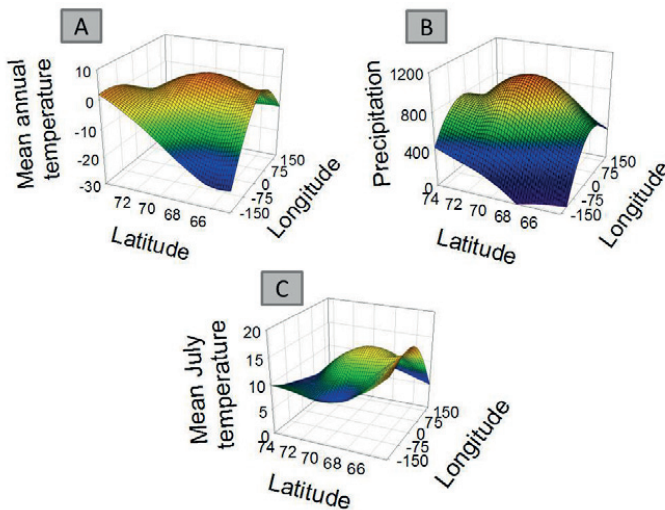 A
10
0
-10
-20
-30
Mean annual
temperature
72 70 68 66
Latitude
150
75
0
-75
-150
Longitude
B
1200
800
400
0
Precipitation
74 72 70 68 66
Latitude
150
75
0
-75
-150
Longitude
C
20
15
10
5
0
Mean July
temperature
74 72 70 68 66
Latitude
150
75
0
-75
-150
Longitude